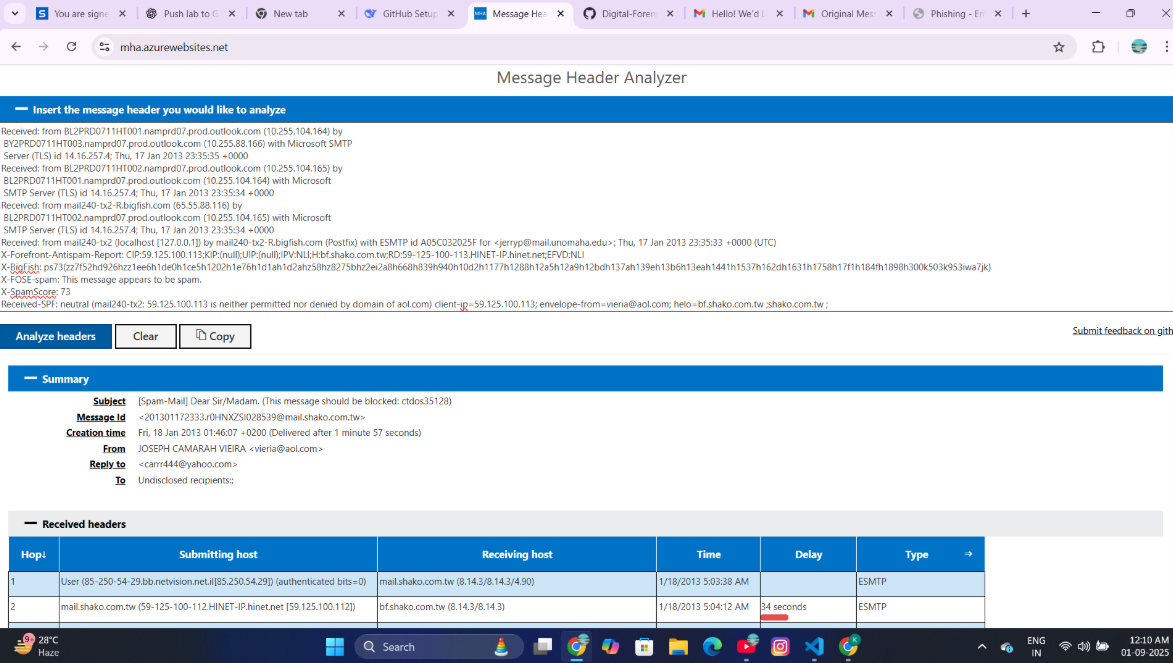 You are signe
Push lab to G
New tab
GitHub Setup
Message Hea
Digital-Foren
Hello! We'd L
Original Mess
Phishing - Em
mha.azurewebsites.net
Message Header Analyzer
Insert the message header you would like to analyze
Received: from BL2PRD0711HT001.namprd07.prod.outlook.com (10.255.104.164) by
BY2PRD0711HT003.namprd07.prod.outlook.com (10.255.88.166) with Microsoft SMTP
Server (TLS) id 14.16.257.4; Thu, 17 Jan 2013 23:35:35 +0000
Received: from BL2PRD0711HT002.namprd07.prod.outlook.com (10.255.104.165) by
BL2PRD0711HT001.namprd07.prod.outlook.com (10.255.104.164) with Microsoft
SMTP Server (TLS) id 14.16.257.4; Thu, 17 Jan 2013 23:35:34 +0000
Received: from mail240-tx2-R.bigfish.com (65.55.88.116) by
BL2PRD0711HT002.namprd07.prod.outlook.com (10.255.104.165) with Microsoft
SMTP Server (TLS) id 14.16.257.4; Thu, 17 Jan 2013 23:35:34 +0000
Received: from mail240-tx2 (localhost [127.0.0.1]) by mail240-tx2-R.bigfish.com (Postfix) with ESMTP id A05C032025F for <jerryp@mail.unomaha.edu>; Thu, 17 Jan 2013 23:35:33 +0000 (UTC)
X-Forefront-Antispam-Report: CIP:59.125.100.113;KIP:(null);UIP:(null);IPV:NLI;H:bf.shako.com.tw;RD:59-125-100-113.HINET-IP.hinet.net;EFVD:NLI
X-BigFish: ps73(zz7f52hd926hzz1ee6h1de0h1ce5h1202h1e76h1d1ah1d2ahz58hz8275bhz2ei2a8h668h839h940h10d2h1177h1288h12a5h12a9h12bdh137ah139eh13b6h13eah1441h1537h162dh1631h1758h17f1h184fh1898h300k503k953iwa7jk)
X-FOSE-spam: This message appears to be spam.
X-SpamScore: 73
Received-SPF: neutral (mail240-tx2: 59.125.100.113 is neither permitted nor denied by domain of aol.com) client-ip=59.125.100.113; envelope-from=vieria@aol.com; helo=bf.shako.com.tw ;shako.com.tw ;
Analyze headers
Clear
Copy
Submit feedback on gith
Summary
Subject [Spam-Mail] Dear Sir/Madam. (This message should be blocked: ctdos35128)
Message Id <201301172333.r0HNXZSI028539@mail.shako.com.tw>
Creation time Fri, 18 Jan 2013 01:46:07 +0200 (Delivered after 1 minute 57 seconds)
From JOSEPH CAMARAH VIEIRA <vieria@aol.com>
Reply to <carrr444@yahoo.com>
To Undisclosed recipients:;
Received headers
Hop↓ Submitting host Receiving host Time Delay Type ⇒
1 User (85-250-54-29.bb.netvision.net.il[85.250.54.29]) (authenticated bits=0) mail.shako.com.tw (8.14.3/8.14.3/4.90) 1/18/2013 5:03:38 AM ESMTP
2 mail.shako.com.tw (59-125-100-112.HINET-IP.hinet.net [59.125.100.112]) bf.shako.com.tw (8.14.3/8.14.3) 1/18/2013 5:04:12 AM 34 seconds ESMTP
9+
28°C
Haze
Search
ENG
IN
12:10 AM
01-09-2025